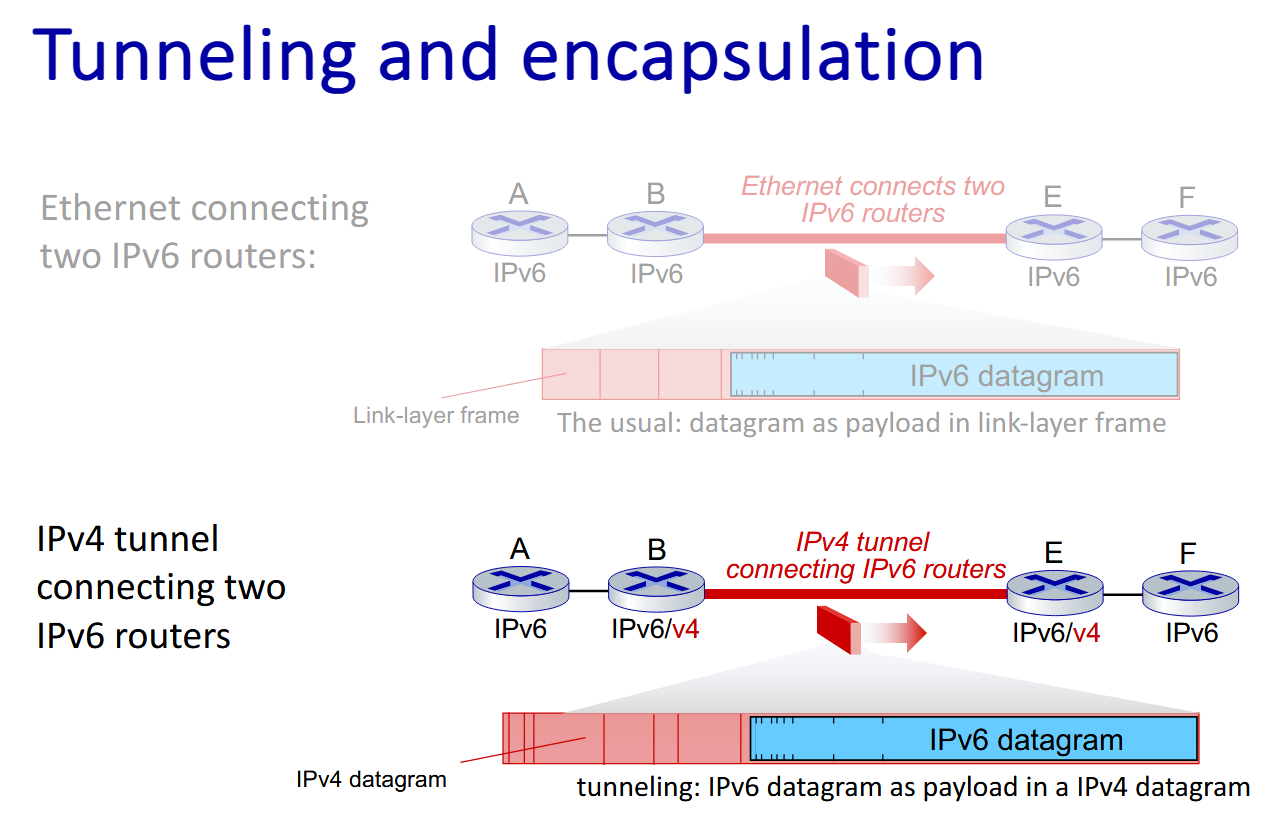 Tunneling and encapsulation
Ethernet connecting
two IPv6 routers:
A
B
Ethernet connects two
IPv6 routers
E
F
IPv6
IPv6
IPv6
IPv6
IPv6 datagram
Link-layer frame
The usual: datagram as payload in link-layer frame
IPv4 tunnel
connecting two
IPv6 routers
A
B
IPv4 tunnel
connecting IPv6 routers
E
F
IPv6
IPv6/v4
IPv6/v4
IPv6
IPv6 datagram
IPv4 datagram
tunneling: IPv6 datagram as payload in a IPv4 datagram